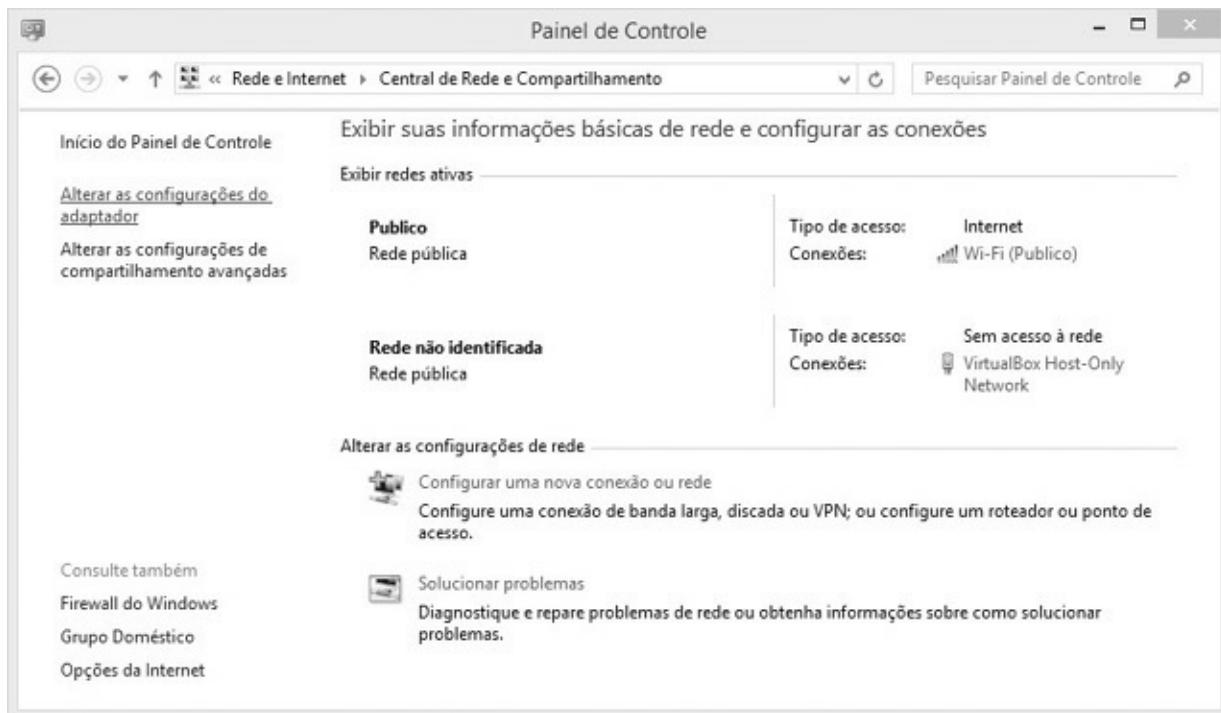 Painel de Controle
« Rede e Internet ▸ Central de Rede e Compartilhamento
Pesquisar Painel de Controle
Início do Painel de Controle
Alterar as configurações do
adaptador
Alterar as configurações de
compartilhamento avançadas
Exibir suas informações básicas de rede e configurar as conexões
Exibir redes ativas
Publico
Rede pública
Tipo de acesso: Internet
Conexões: Wi-Fi (Publico)
Rede não identificada
Rede pública
Tipo de acesso: Sem acesso à rede
Conexões: VirtualBox Host-Only
Network
Alterar as configurações de rede
Configurar uma nova conexão ou rede
Configure uma conexão de banda larga, discada ou VPN; ou configure um roteador ou ponto de
acesso.
Solucionar problemas
Diagnostique e repare problemas de rede ou obtenha informações sobre como solucionar
problemas.
Consulte também
Firewall do Windows
Grupo Doméstico
Opções da Internet